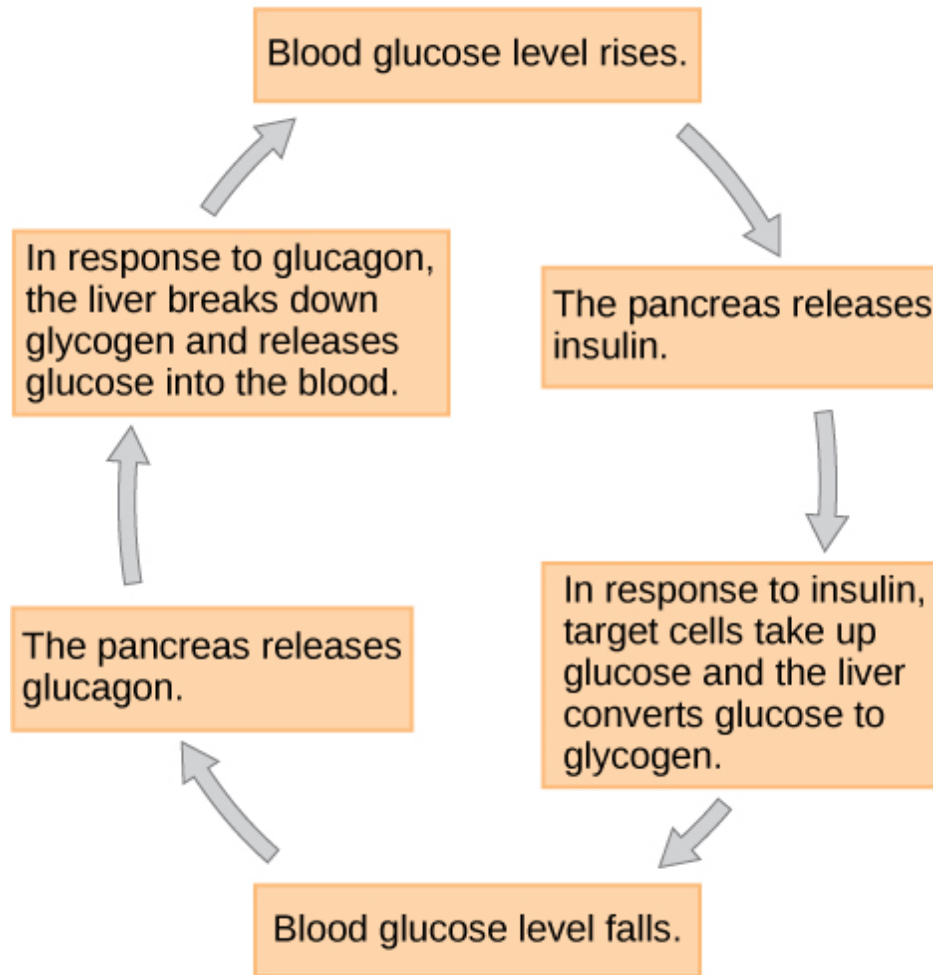 Blood glucose level rises.
The pancreas releases
insulin.
In response to insulin,
target cells take up
glucose and the liver
converts glucose to
glycogen.
Blood glucose level falls.
The pancreas releases
glucagon.
In response to glucagon,
the liver breaks down
glycogen and releases
glucose into the blood.